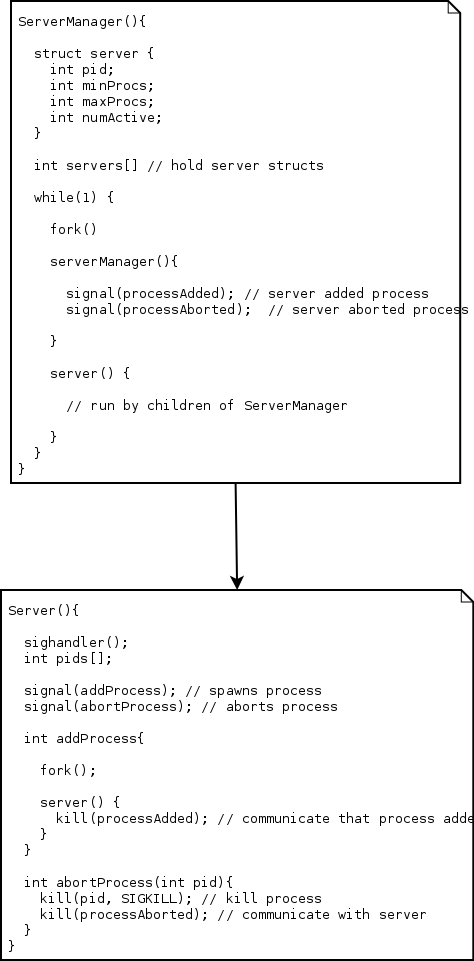 ServerManager(){
struct server {
int pid;
int minProcs;
int maxProcs;
int numActive;
}
int servers[] // hold server structs
while(1) {
fork()
serverManager(){
signal(processAdded); // server added process
signal(processAborted);  // server aborted process
}
server() {
// run by children of ServerManager
}
}
}
Server(){
sighandler();
int pids[];
signal(addProcess); // spawns process
signal(abortProcess); // aborts process
int addProcess{
fork();
server() {
kill(processAdded); // communicate that process adde
}
}
int abortProcess(int pid){
kill(pid, SIGKILL); // kill process
kill(processAborted); // communicate with server
}
}